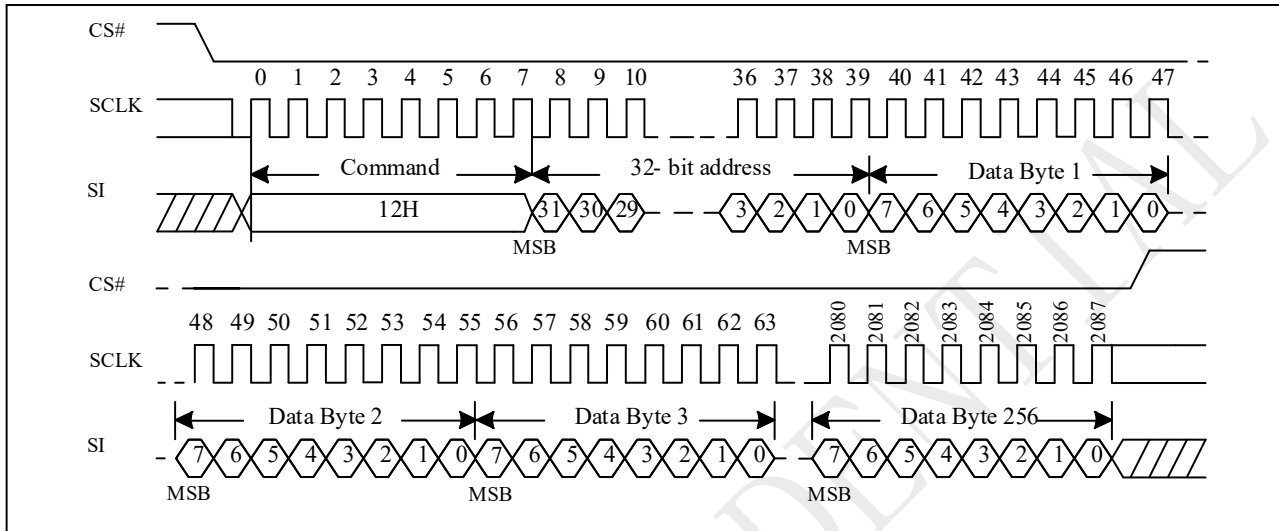 CS#
0 1 2 3 4 5 6 7 8 9 10 36 37 38 39 40 41 42 43 44 45 46 47
SCLK
Command 32- bit address Data Byte 1
SI
12H 31 30 29 3 2 1 0 7 6 5 4 3 2 1 0
MSB MSB
CS#
48 49 50 51 52 53 54 55 56 57 58 59 60 61 62 63 2080 2081 2082 2083 2084 2085 2086 2087
SCLK
Data Byte 2 Data Byte 3 Data Byte 256
SI
7 6 5 4 3 2 1 0 7 6 5 4 3 2 1 0 7 6 5 4 3 2 1 0
MSB MSB MSB
DENTIAL